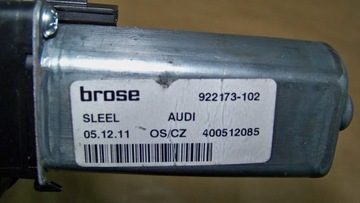 brose 922173-102
SLEEL AUDI
05.12.11 OS/CZ 400512085